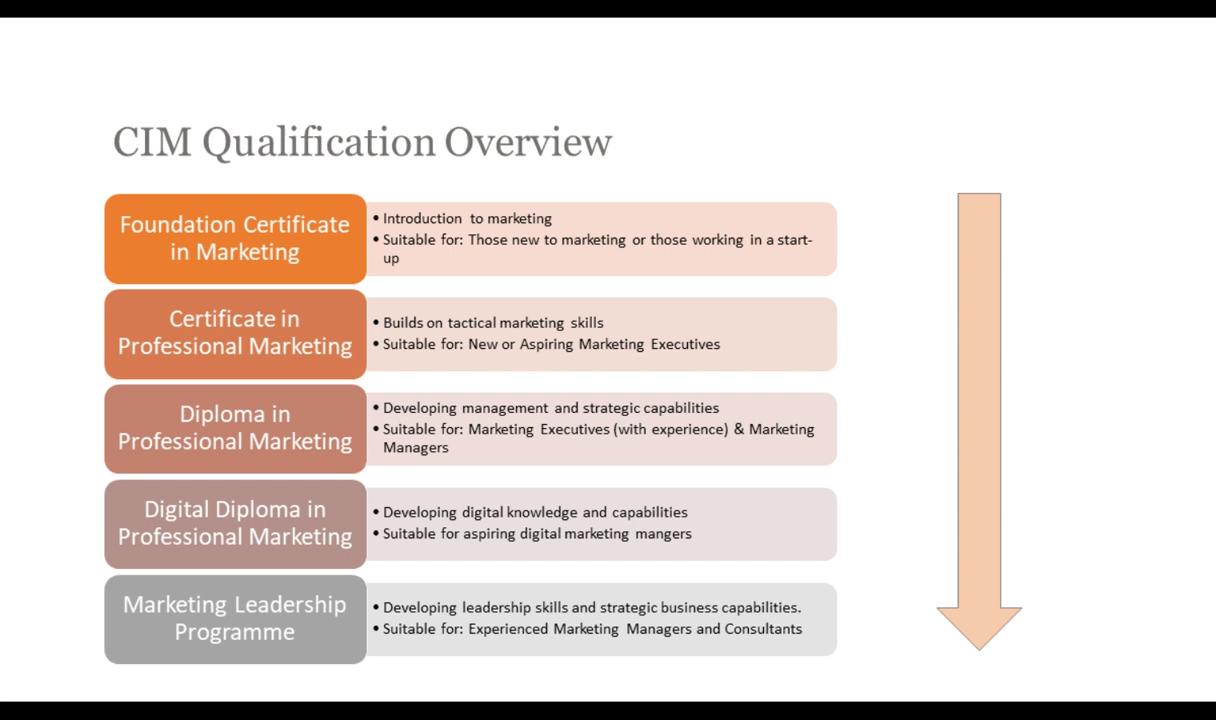 CIM Qualification Overview
Foundation Certificate
in Marketing
• Introduction to marketing
• Suitable for: Those new to marketing or those working in a start-
up
Certificate in
Professional Marketing
• Builds on tactical marketing skills
• Suitable for: New or Aspiring Marketing Executives
Diploma in
Professional Marketing
• Developing management and strategic capabilities
• Suitable for: Marketing Executives (with experience) & Marketing
Managers
Digital Diploma in
Professional Marketing
• Developing digital knowledge and capabilities
• Suitable for aspiring digital marketing mangers
Marketing Leadership
Programme
• Developing leadership skills and strategic business capabilities.
• Suitable for: Experienced Marketing Managers and Consultants